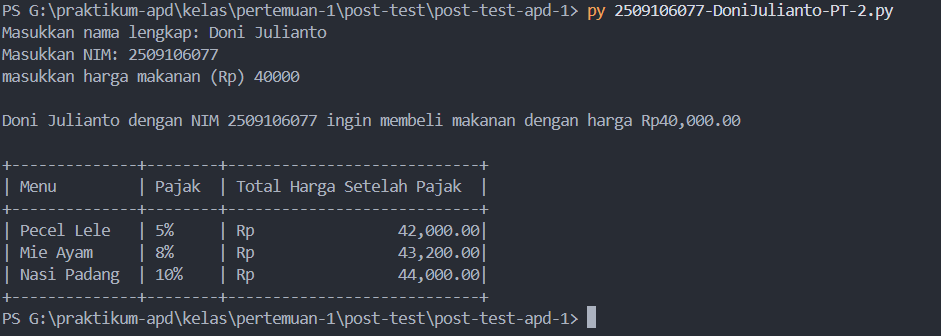 PS G:\praktikum-apd\kelas\pertemuan-1\post-test\post-test-apd-1> py 2509106077-DoniJulianto-PT-2.py
Masukkan nama lengkap: Doni Julianto
Masukkan NIM: 2509106077
masukkan harga makanan (Rp) 40000

Doni Julianto dengan NIM 2509106077 ingin membeli makanan dengan harga Rp40,000.00

+--------------+--------+----------------------------+
| Menu         | Pajak  | Total Harga Setelah Pajak  |
+--------------+--------+----------------------------+
| Pecel Lele   | 5%     | Rp                42,000.00|
| Mie Ayam     | 8%     | Rp                43,200.00|
| Nasi Padang  | 10%    | Rp                44,000.00|
+--------------+--------+----------------------------+
PS G:\praktikum-apd\kelas\pertemuan-1\post-test\post-test-apd-1>